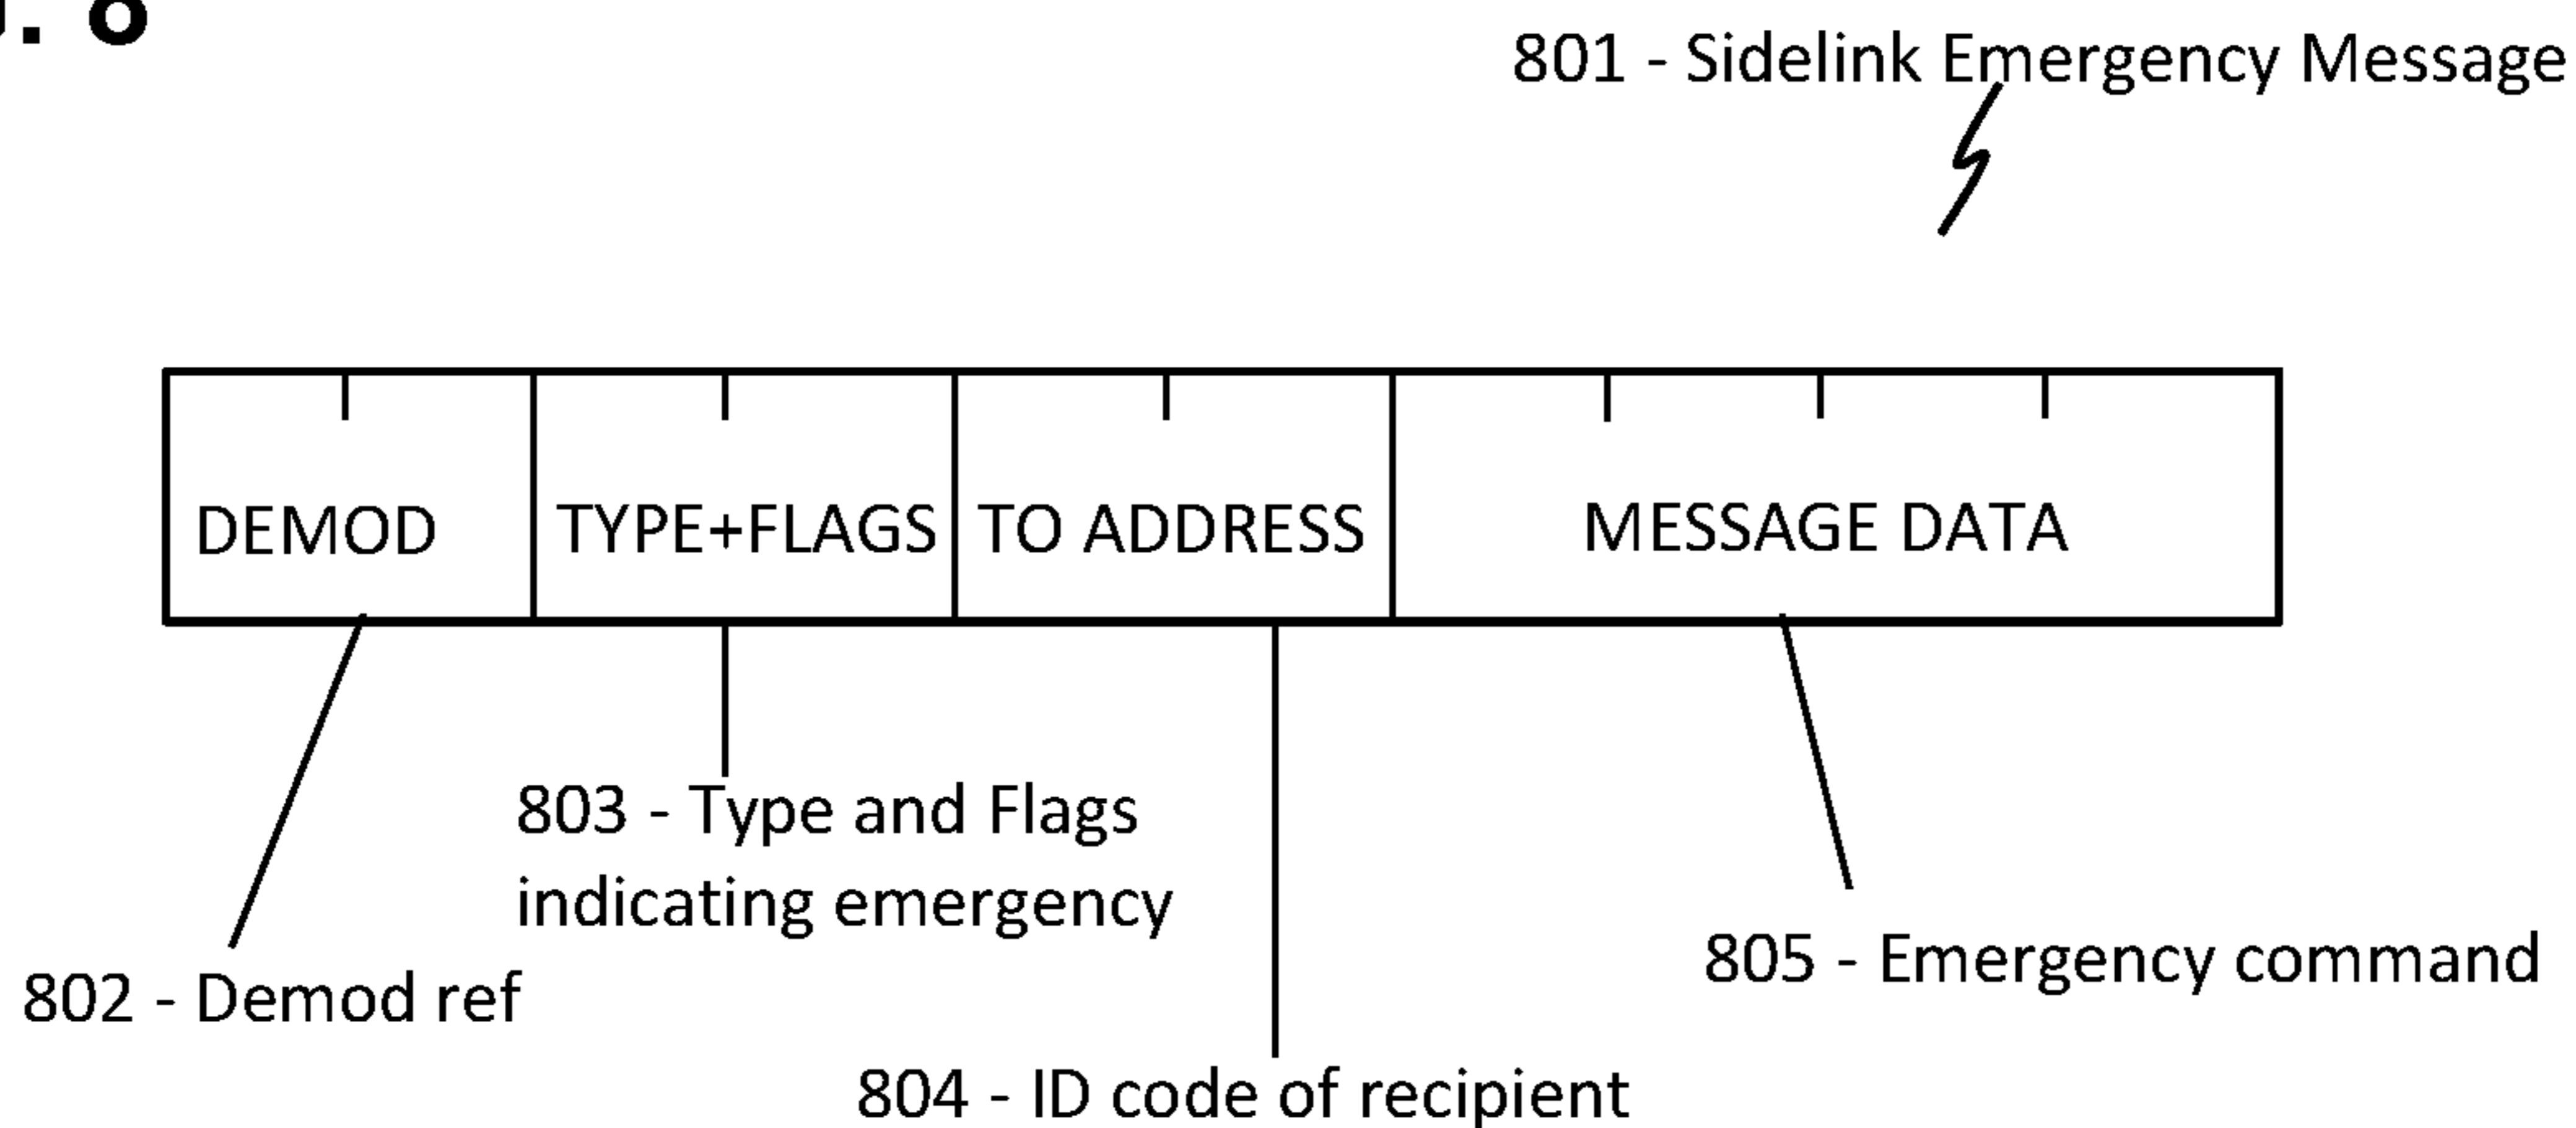 . 8
801 - Sidelink Emergency Message
DEMOD
TYPE+FLAGS
TO ADDRESS
MESSAGE DATA
803 - Type and Flags
indicating emergency
805 - Emergency command
802 - Demod ref
804 - ID code of recipient